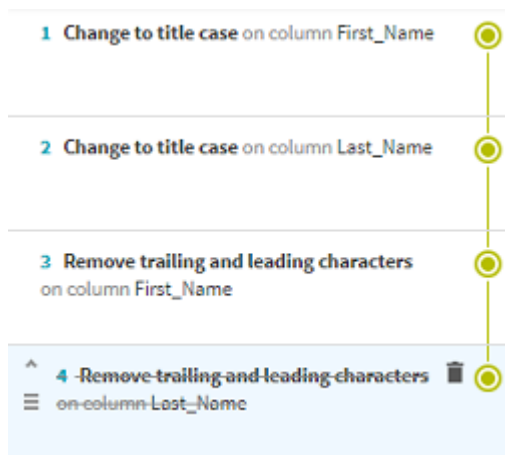 1 Change to title case on column First_Name
2 Change to title case on column Last_Name
3 Remove trailing and leading characters
on column First_Name
4 Remove trailing and leading characters
on column Last_Name